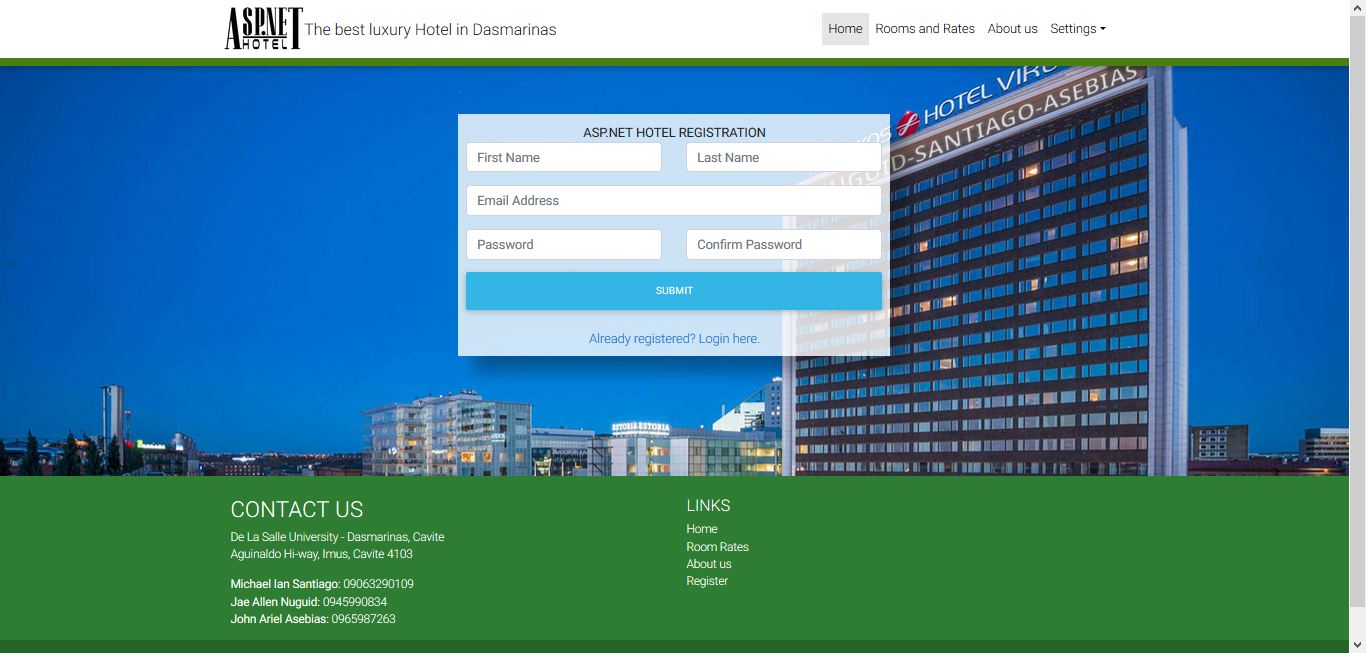 ASP.NET
HOTEL
The best luxury Hotel in Dasmarinas
Home
Rooms and Rates
About us
Settings
HOTEL VIRU
NUGUID-SANTIAGO-ASEBIAS
ASP.NET HOTEL REGISTRATION
First Name
Last Name
Email Address
Password
Confirm Password
SUBMIT
Already registered? Login here.
ESTORIA ESTORIA
CONTACT US
De La Salle University - Dasmarinas, Cavite
Aguinaldo Hi-way, Imus, Cavite 4103
Michael Ian Santiago: 09063290109
Jae Allen Nuguid: 0945990834
John Ariel Asebias: 0965987263
LINKS
Home
Room Rates
About us
Register